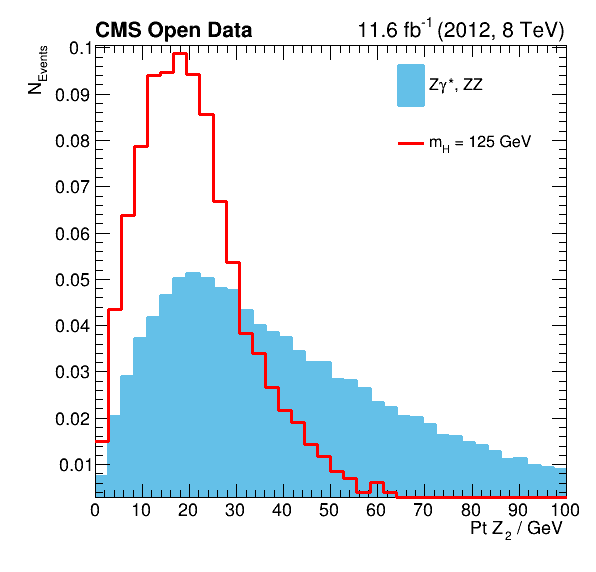 CMS Open Data 11.6 fb⁻¹ (2012, 8 TeV)
N_Events
0.1
0.09
0.08
0.07
0.06
0.05
0.04
0.03
0.02
0.01
Zγ*, ZZ
m_H = 125 GeV
0 10 20 30 40 50 60 70 80 90 100
Pt Z₂ / GeV